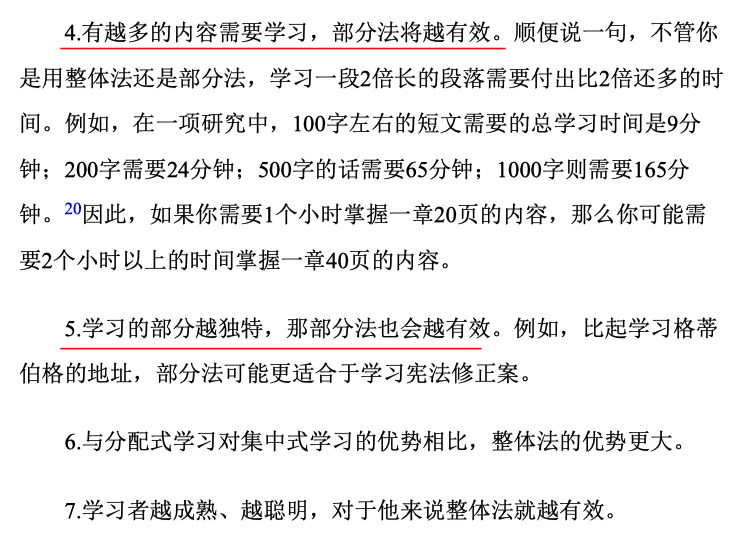 4.有越多的内容需要学习，部分法将越有效。顺便说一句，不管你
是用整体法还是部分法，学习一段2倍长的段落需要付出比2倍还多的时
间。例如，在一项研究中，100字左右的短文需要的总学习时间是9分
钟；200字需要24分钟；500字的话需要65分钟；1000字则需要165分
钟。20因此，如果你需要1个小时掌握一章20页的内容，那么你可能需
要2个小时以上的时间掌握一章40页的内容。
5.学习的部分越独特，那部分法也会越有效。例如，比起学习格蒂
伯格的地址，部分法可能更适合于学习宪法修正案。
6.与分配式学习对集中式学习的优势相比，整体法的优势更大。
7.学习者越成熟、越聪明，对于他来说整体法就越有效。